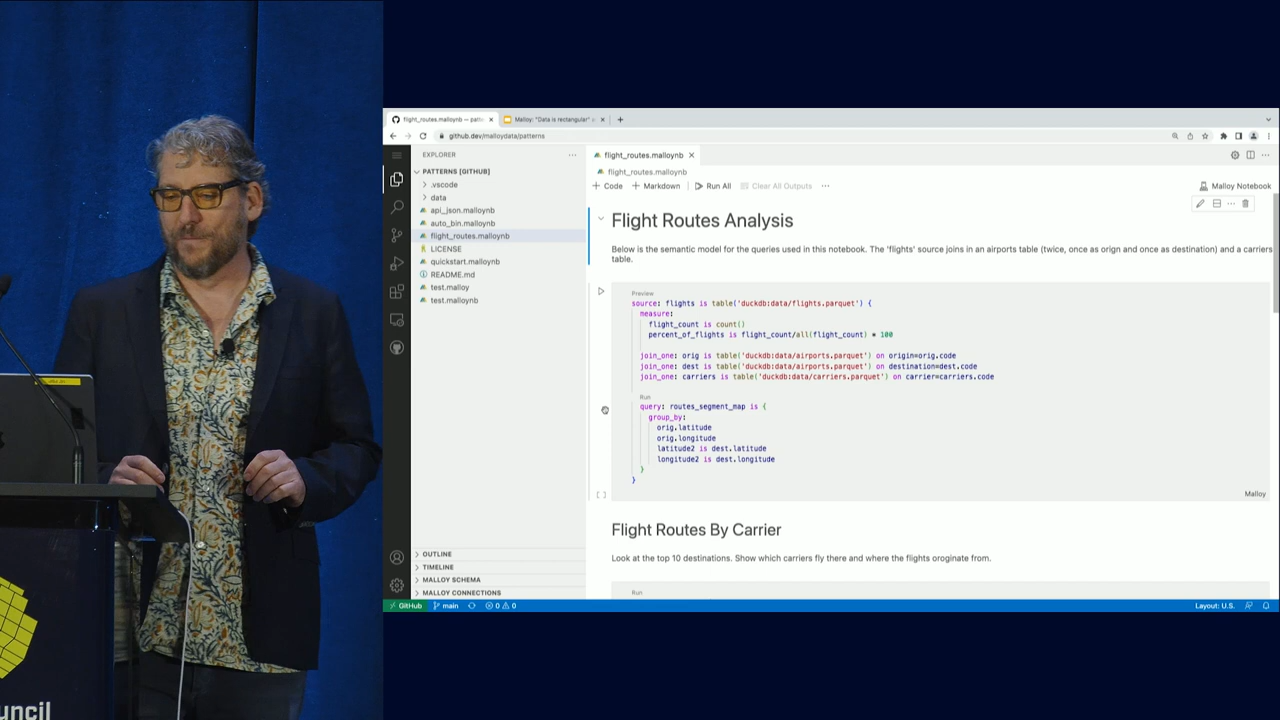 flight_routes.malloynb — patte
Malloy: "Data is rectangular"
github.dev/malloydata/patterns
EXPLORER
PATTERNS [GITHUB]
.vscode
data
api_json.malloynb
auto_bin.malloynb
flight_routes.malloynb
LICENSE
quickstart.malloynb
README.md
test.malloy
test.malloynb
OUTLINE
TIMELINE
MALLOY SCHEMA
MALLOY CONNECTIONS
flight_routes.malloynb
flight_routes.malloynb
+ Code + Markdown Run All Clear All Outputs ...
Malloy Notebook
Flight Routes Analysis
Below is the semantic model for the queries used in this notebook. The 'flights' source joins in an airports table (twice, once as orign and once as destination) and a carriers
table.
Preview
source: flights is table('duckdb:data/flights.parquet') {
measure:
flight_count is count()
percent_of_flights is flight_count/all(flight_count) * 100
join_one: orig is table('duckdb:data/airports.parquet') on origin=orig.code
join_one: dest is table('duckdb:data/airports.parquet') on destination=dest.code
join_one: carriers is table('duckdb:data/carriers.parquet') on carrier=carriers.code
Run
query: routes_segment_map is {
group_by:
orig.latitude
orig.longitude
latitude2 is dest.latitude
longitude2 is dest.longitude
}
}
Malloy
Flight Routes By Carrier
Look at the top 10 destinations. Show which carriers fly there and where the flights oroginate from.
Run
GitHub main 0 0
Layout: U.S.
uncil